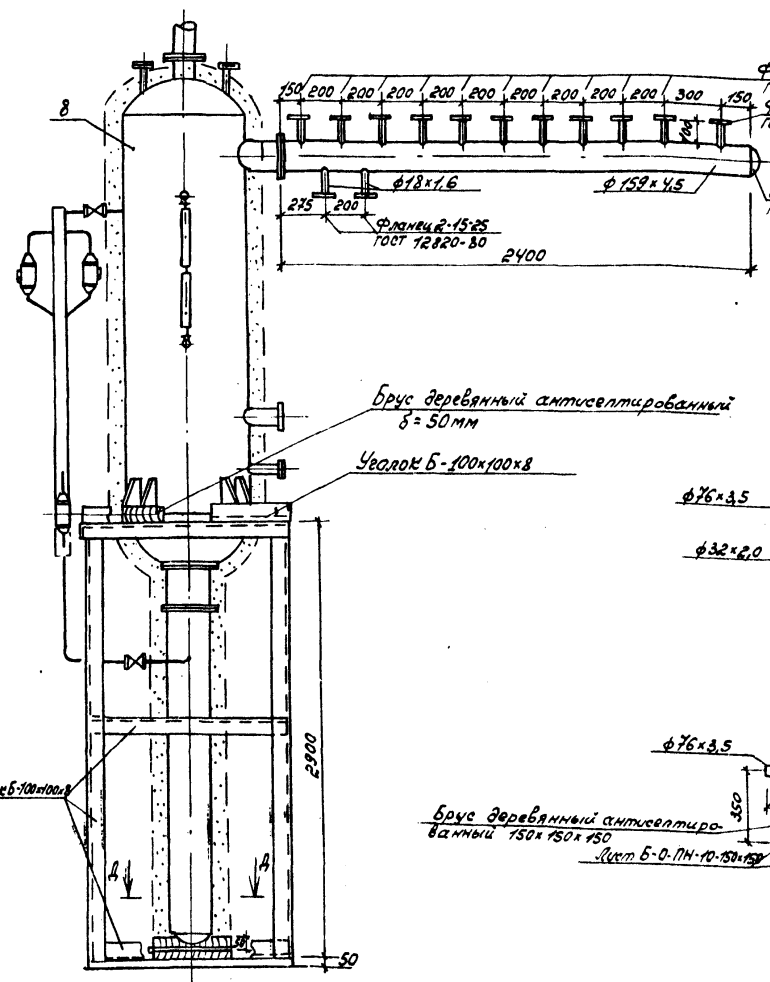 8
150 200 200 200 200 200 200 200 200 200 300 150
ф
100
ф18×1,6
ф159×4,5
275 200
Фланец 2-15-25
ГОСТ 12820-80
2400
Брус деревянный антисептированный
δ = 50мм
Уголок Б-100×100×8
ф76×3,5
ф32×2,0
2900
ф76×3,5
350
к Б-100×100×8
Брус деревянный антисептиро-
ванный 150×150×150
Лист Б-О-ПН-10-150×150
Д Д
50